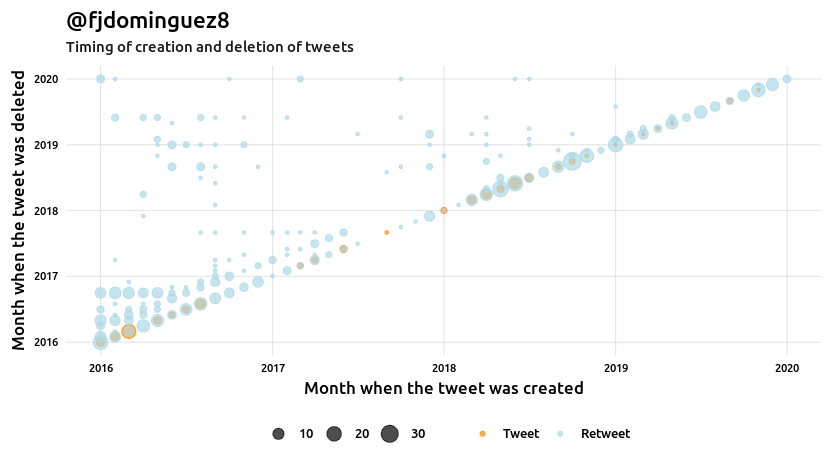 @fjdominguez8
Timing of creation and deletion of tweets
Month when the tweet was deleted
2020
2019
2018
2017
2016
2016 2017 2018 2019 2020
Month when the tweet was created
10 20 30 Tweet Retweet